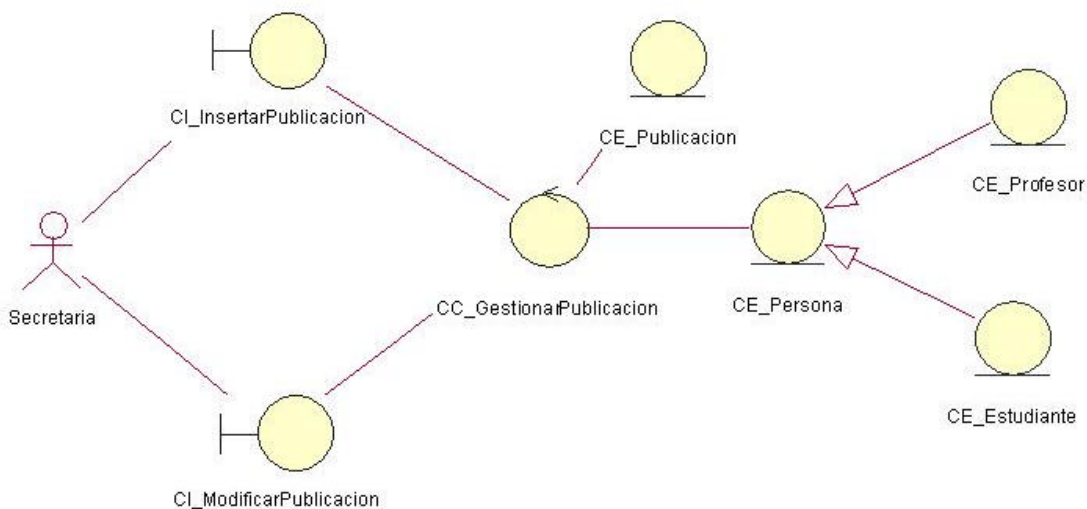 CI_InsertarPublicacion
CE_Publicacion
CE_Profesor
Secretaria
CC_GestionarPublicacion
CE_Persona
CE_Estudiante
CI_ModificarPublicacion